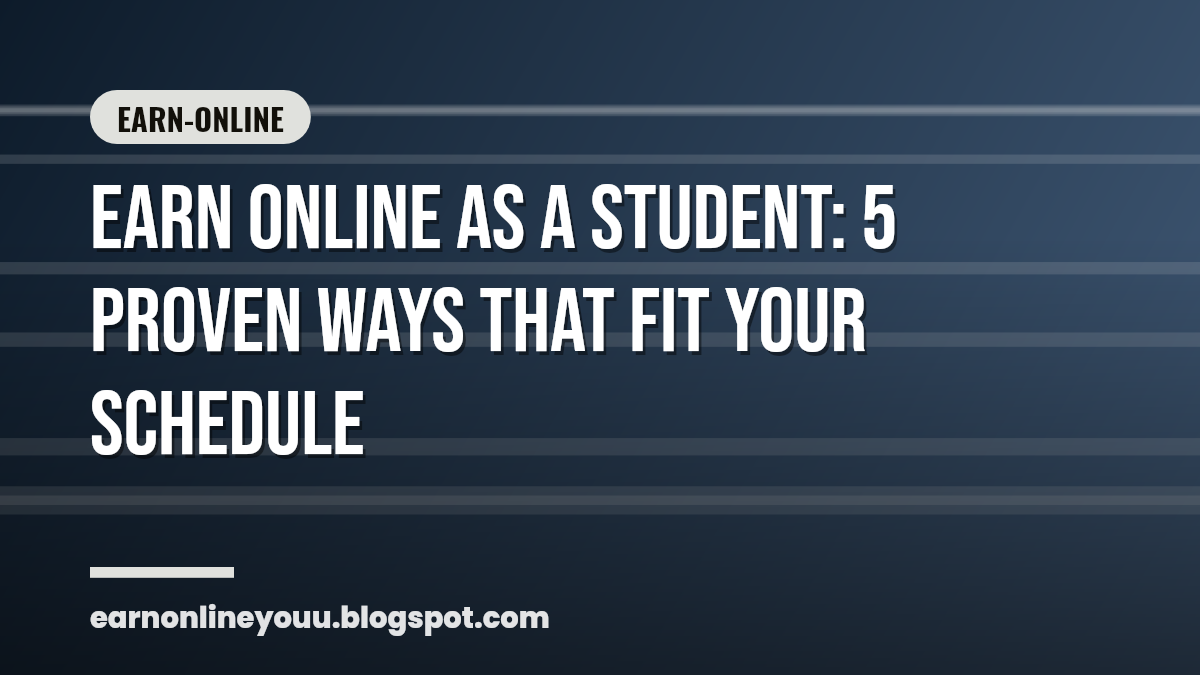 EARN-ONLINE
EARN ONLINE AS A STUDENT: 5
PROVEN WAYS THAT FIT YOUR
SCHEDULE
earnonlineyouu.blogspot.com